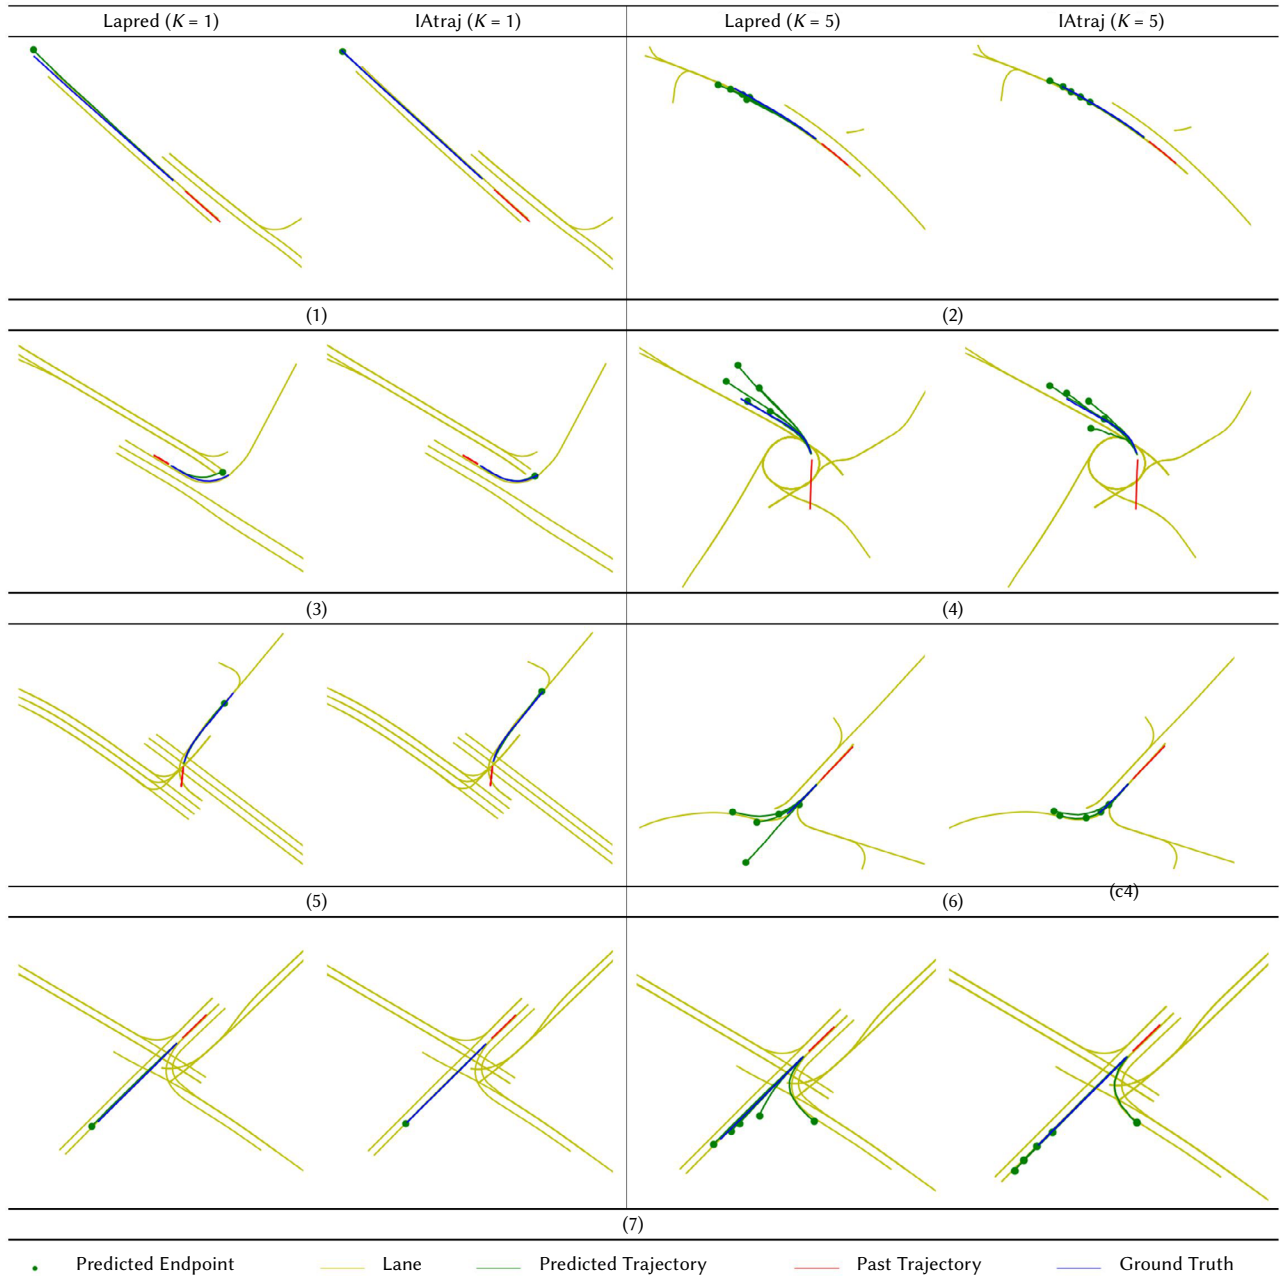 Lapred (K = 1) IAtraj (K = 1) Lapred (K = 5) IAtraj (K = 5)
(1) (2)
(3) (4)
(c4)
(5) (6)
(7)
Predicted Endpoint Lane Predicted Trajectory Past Trajectory Ground Truth